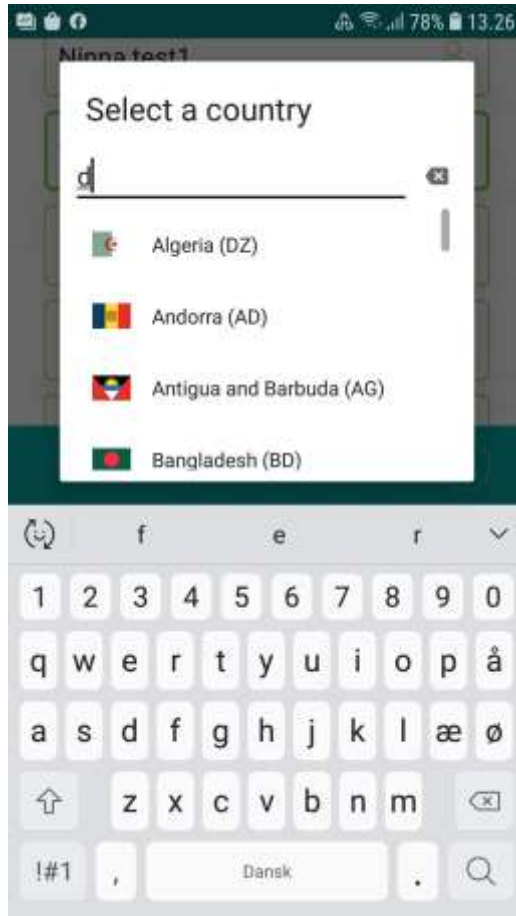 78% 13.26
Ninna test1
Select a country
d
Algeria (DZ)
Andorra (AD)
Antigua and Barbuda (AG)
Bangladesh (BD)
f e r
1 2 3 4 5 6 7 8 9 0
q w e r t y u i o p å
a s d f g h j k l æ ø
z x c v b n m
!#1 , Dansk .